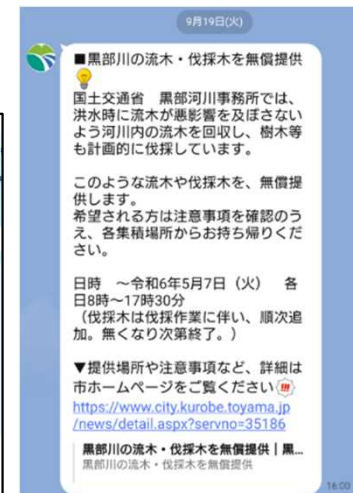 9月19日(火)
■黒部川の流木・伐採木を無償提供
国土交通省 黒部河川事務所では、
洪水時に流木が悪影響を及ぼさない
よう河川内の流木を回収し、樹木等
も計画的に伐採しています。
このような流木や伐採木を、無償提
供します。
希望される方は注意事項を確認のう
え、各集積場所からお持ち帰りくだ
さい。
日時 ～令和6年5月7日(火) 各
日8時～17時30分
(伐採木は伐採作業に伴い、順次追
加。無くなり次第終了。)
▼提供場所や注意事項など、詳細は
市ホームページをご覧ください
https://www.city.kurobe.toyama.jp
/news/detail.aspx?servno=35186
黒部川の流木・伐採木を無償提供 | 黒...
黒部川の流木・伐採木を無償提供
16:00